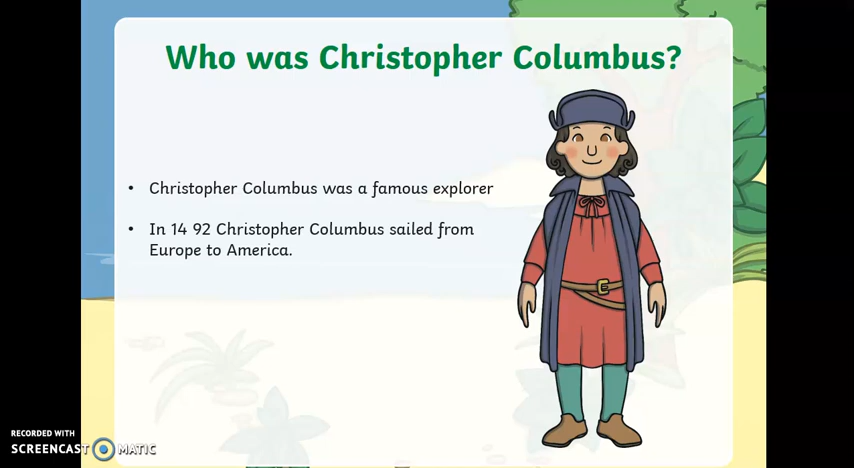 Who was Christopher Columbus?
• Christopher Columbus was a famous explorer
• In 14 92 Christopher Columbus sailed from
Europe to America.
RECORDED WITH
SCREENCAST MATIC